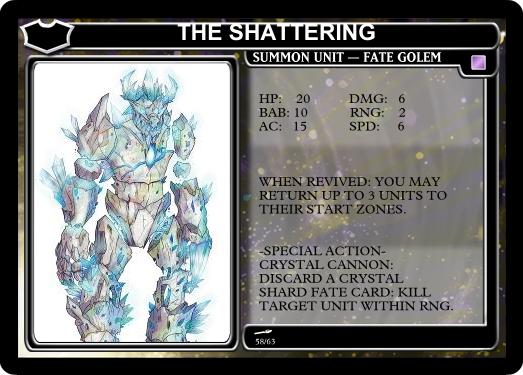 THE SHATTERING
SUMMON UNIT — FATE GOLEM
HP: 20 DMG: 6
BAB: 10 RNG: 2
AC: 15 SPD: 6
WHEN REVIVED: YOU MAY
RETURN UP TO 3 UNITS TO
THEIR START ZONES.
-SPECIAL ACTION-
CRYSTAL CANNON:
DISCARD A CRYSTAL
SHARD FATE CARD: KILL
TARGET UNIT WITHIN RNG.
58/63